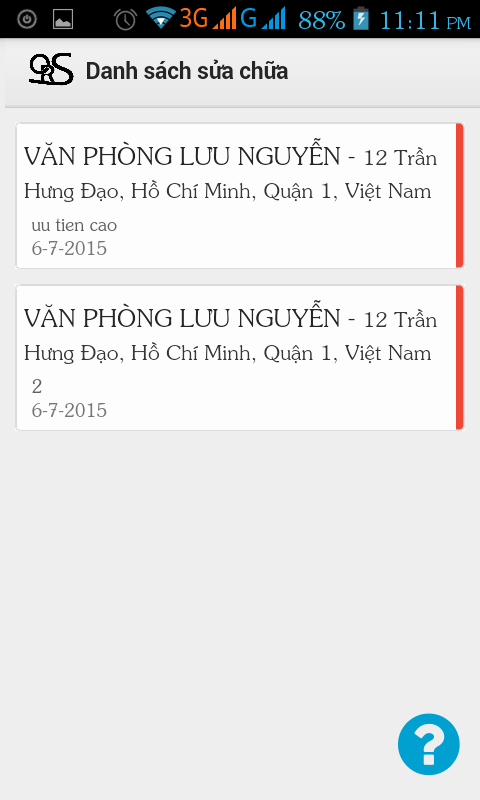 3G G 88% 11:11 PM
QRS Danh sách sửa chữa
VĂN PHÒNG LƯU NGUYỄN - 12 Trần
Hưng Đạo, Hồ Chí Minh, Quận 1, Việt Nam
uu tien cao
6-7-2015
VĂN PHÒNG LƯU NGUYỄN - 12 Trần
Hưng Đạo, Hồ Chí Minh, Quận 1, Việt Nam
2
6-7-2015
?